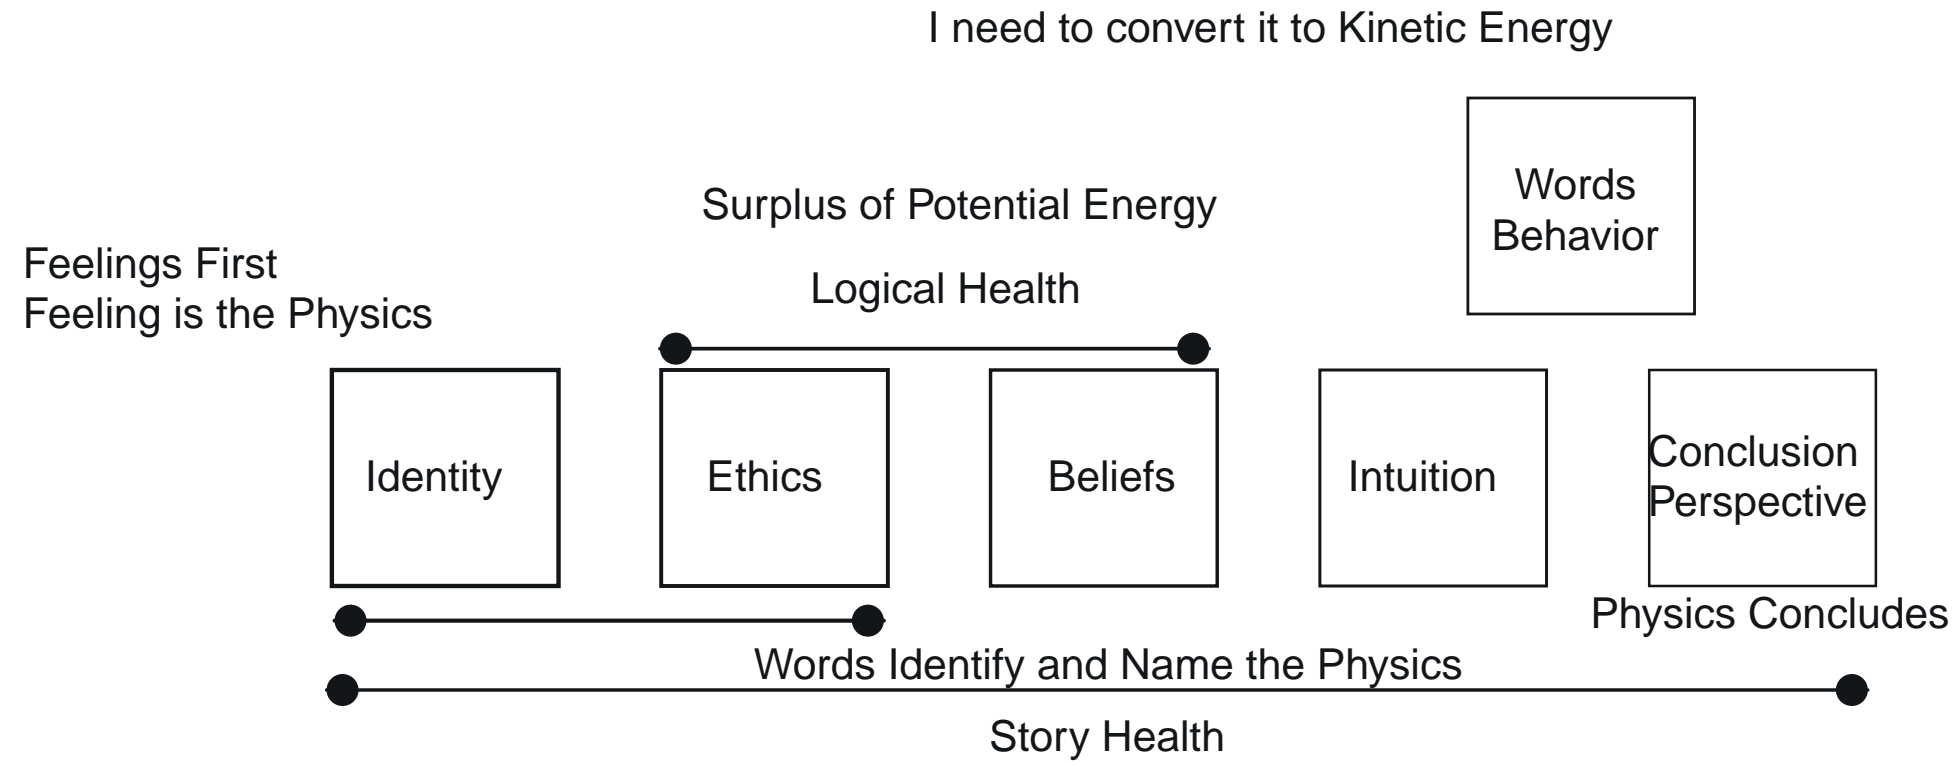 I need to convert it to Kinetic Energy
Words
Behavior
Surplus of Potential Energy
Feelings First
Feeling is the Physics
Logical Health
Identity
Ethics
Beliefs
Intuition
Conclusion
Perspective
Physics Concludes
Words Identify and Name the Physics
Story Health